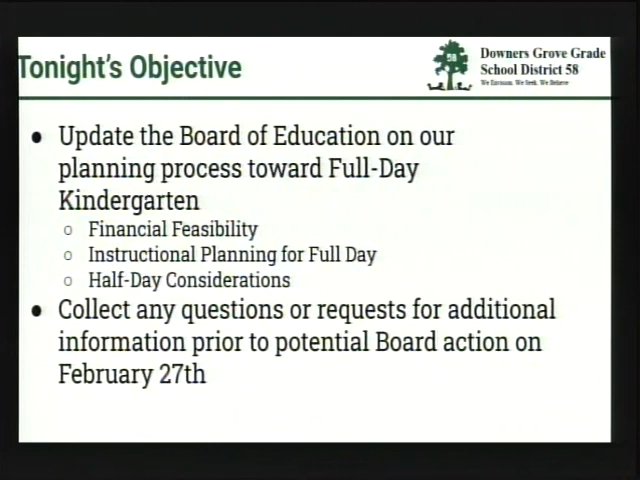 Tonight's Objective
Downers Grove Grade
School District 58
We Envision. We Seek. We Believe
● Update the Board of Education on our
planning process toward Full-Day
Kindergarten
○ Financial Feasibility
○ Instructional Planning for Full Day
○ Half-Day Considerations
● Collect any questions or requests for additional
information prior to potential Board action on
February 27th